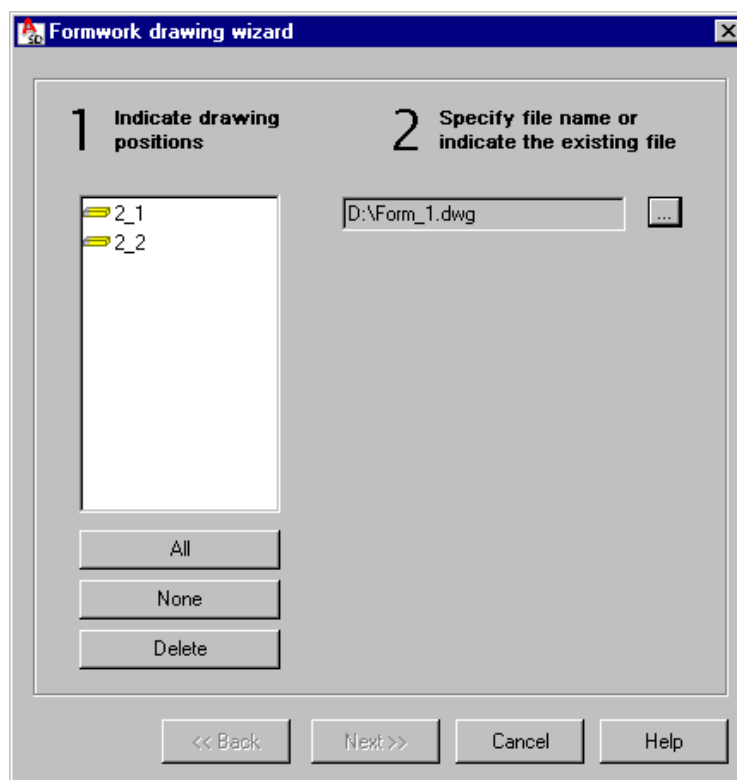 A
SD
Formwork drawing wizard
1
Indicate drawing
positions
2
Specify file name or
indicate the existing file
2_1
2_2
D:\Form_1.dwg
...
All
None
Delete
<< Back
Next >>
Cancel
Help